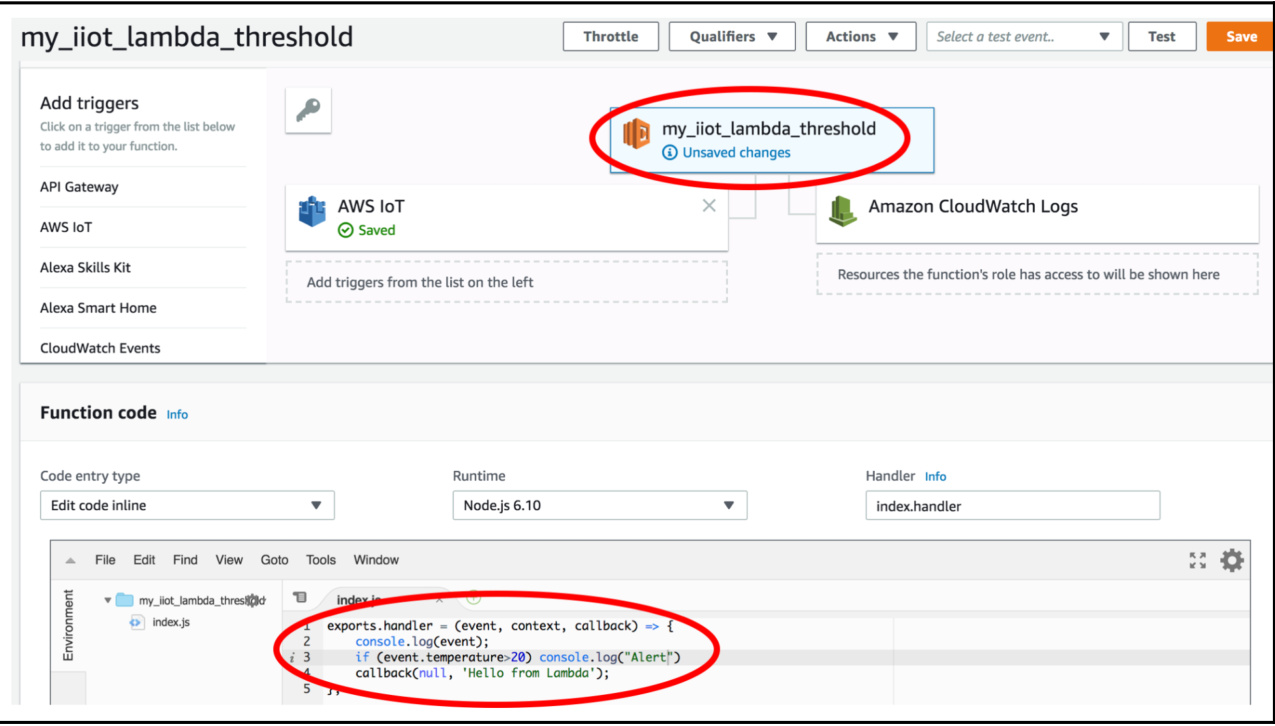 my_iiot_lambda_threshold
Throttle
Qualifiers
Actions
Select a test event..
Test
Save
Add triggers
Click on a trigger from the list below
to add it to your function.
API Gateway
AWS IoT
Alexa Skills Kit
Alexa Smart Home
CloudWatch Events
my_iiot_lambda_threshold
Unsaved changes
AWS IoT
Saved
Add triggers from the list on the left
Amazon CloudWatch Logs
Resources the function's role has access to will be shown here
Function code Info
Code entry type
Edit code inline
Runtime
Node.js 6.10
Handler Info
index.handler
File Edit Find View Goto Tools Window
Environment
my_iiot_lambda_threshold
index.js
index.js
1 exports.handler = (event, context, callback) => {
2 console.log(event);
i 3 if (event.temperature>20) console.log("Alert")
4 callback(null, 'Hello from Lambda');
5 };